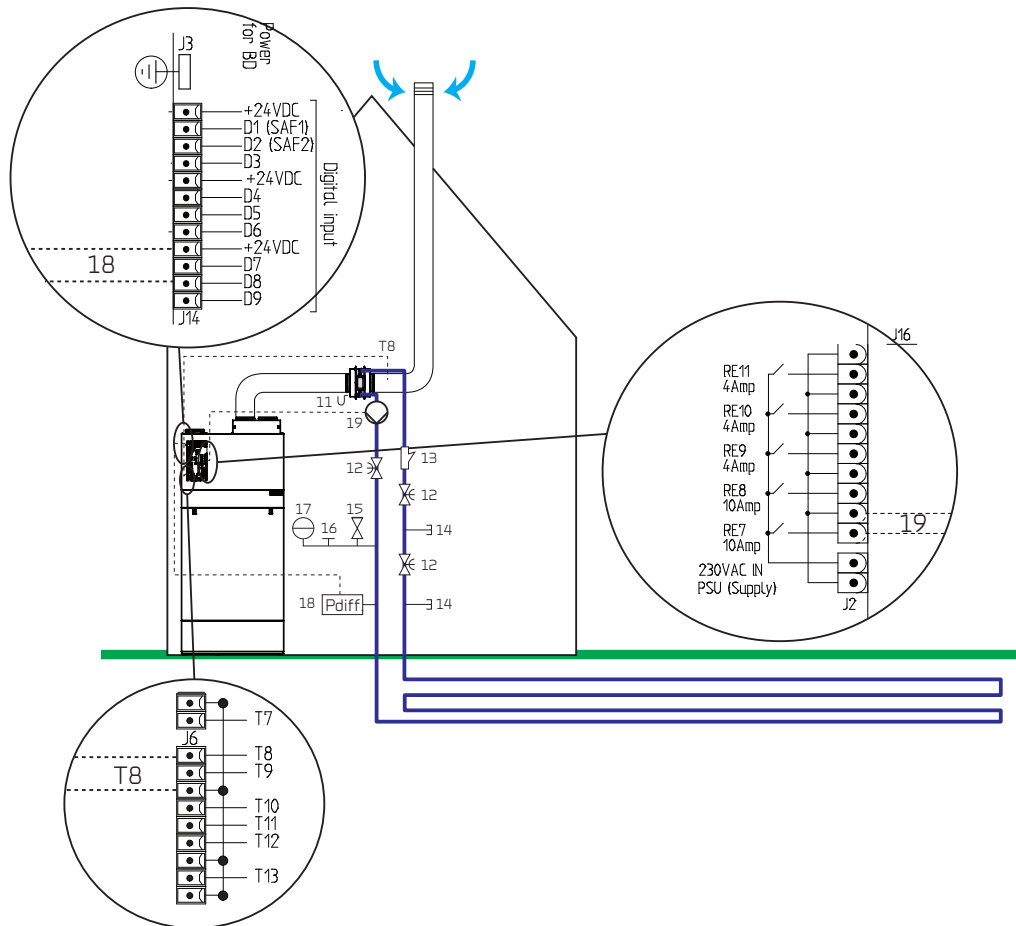 J3
Power
for BD
+24VDC
D1 (SAF1)
D2 (SAF2)
D3
+24VDC
D4
D5
D6
+24VDC
D7
D8
D9
Digital input
18
J14
T8
11
19
12
13
12
17
16
15
14
12
18
Pdiff
14
J16
RE11
4Amp
RE10
4Amp
RE9
4Amp
RE8
10Amp
RE7
10Amp
19
230VAC IN
PSU (Supply)
J2
T7
J6
T8
T8
T9
T10
T11
T12
T13